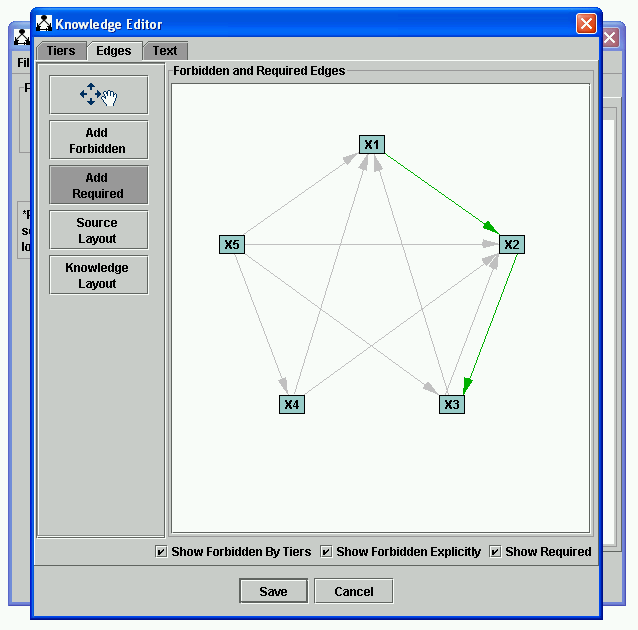 Knowledge Editor
Fil
Tiers Edges Text
Forbidden and Required Edges
Add
Forbidden
Add
Required
Source
Layout
Knowledge
Layout
X1
X5
X2
X4
X3
Show Forbidden By Tiers Show Forbidden Explicitly Show Required
Save Cancel